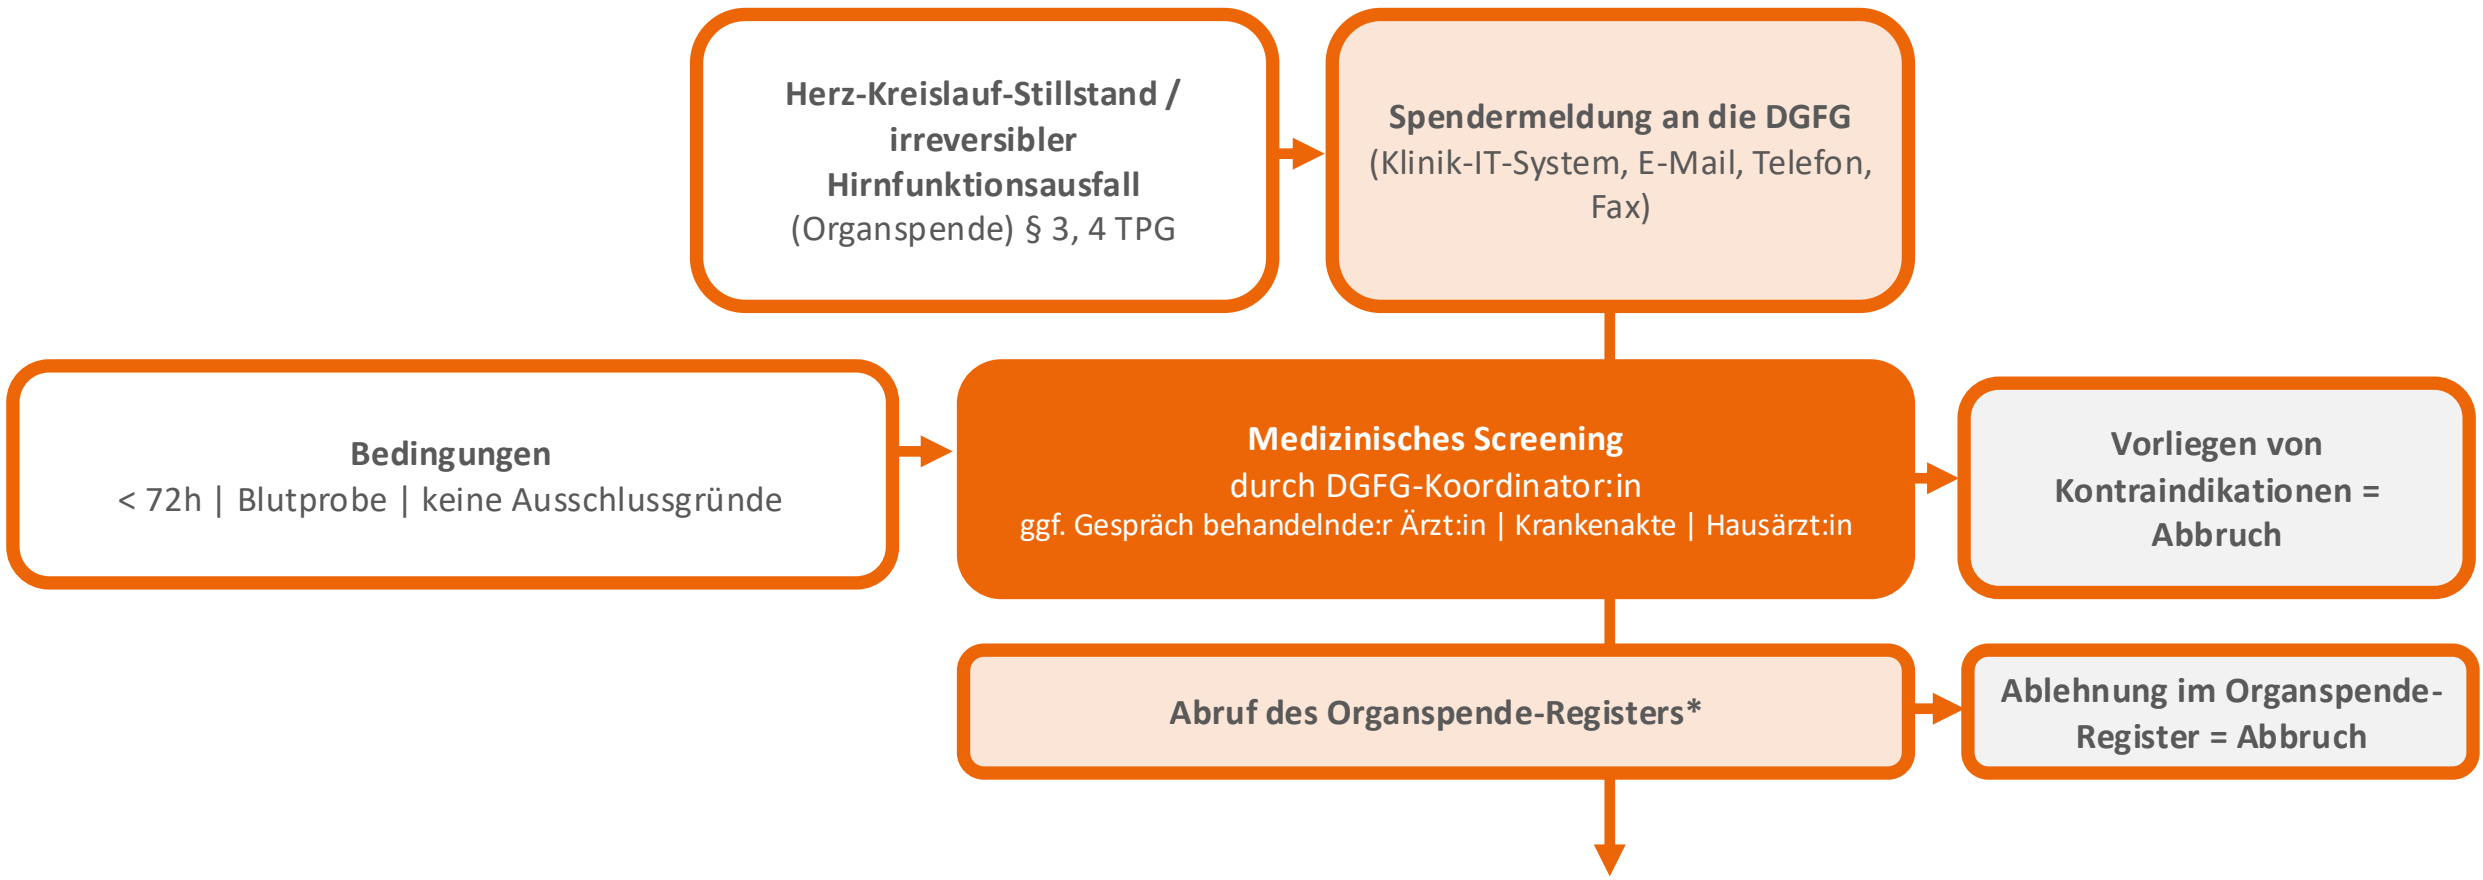 Herz-Kreislauf-Stillstand /
irreversibler
Hirnfunktionsausfall
(Organspende) § 3, 4 TPG
Spendermeldung an die DGFG
(Klinik-IT-System, E-Mail, Telefon,
Fax)
Bedingungen
< 72h | Blutprobe | keine Ausschlussgründe
Medizinisches Screening
durch DGFG-Koordinator:in
ggf. Gespräch behandelnde:r Ärzt:in | Krankenakte | Hausärzt:in
Vorliegen von
Kontraindikationen =
Abbruch
Abruf des Organspende-Registers*
Ablehnung im Organspende-
Register = Abbruch